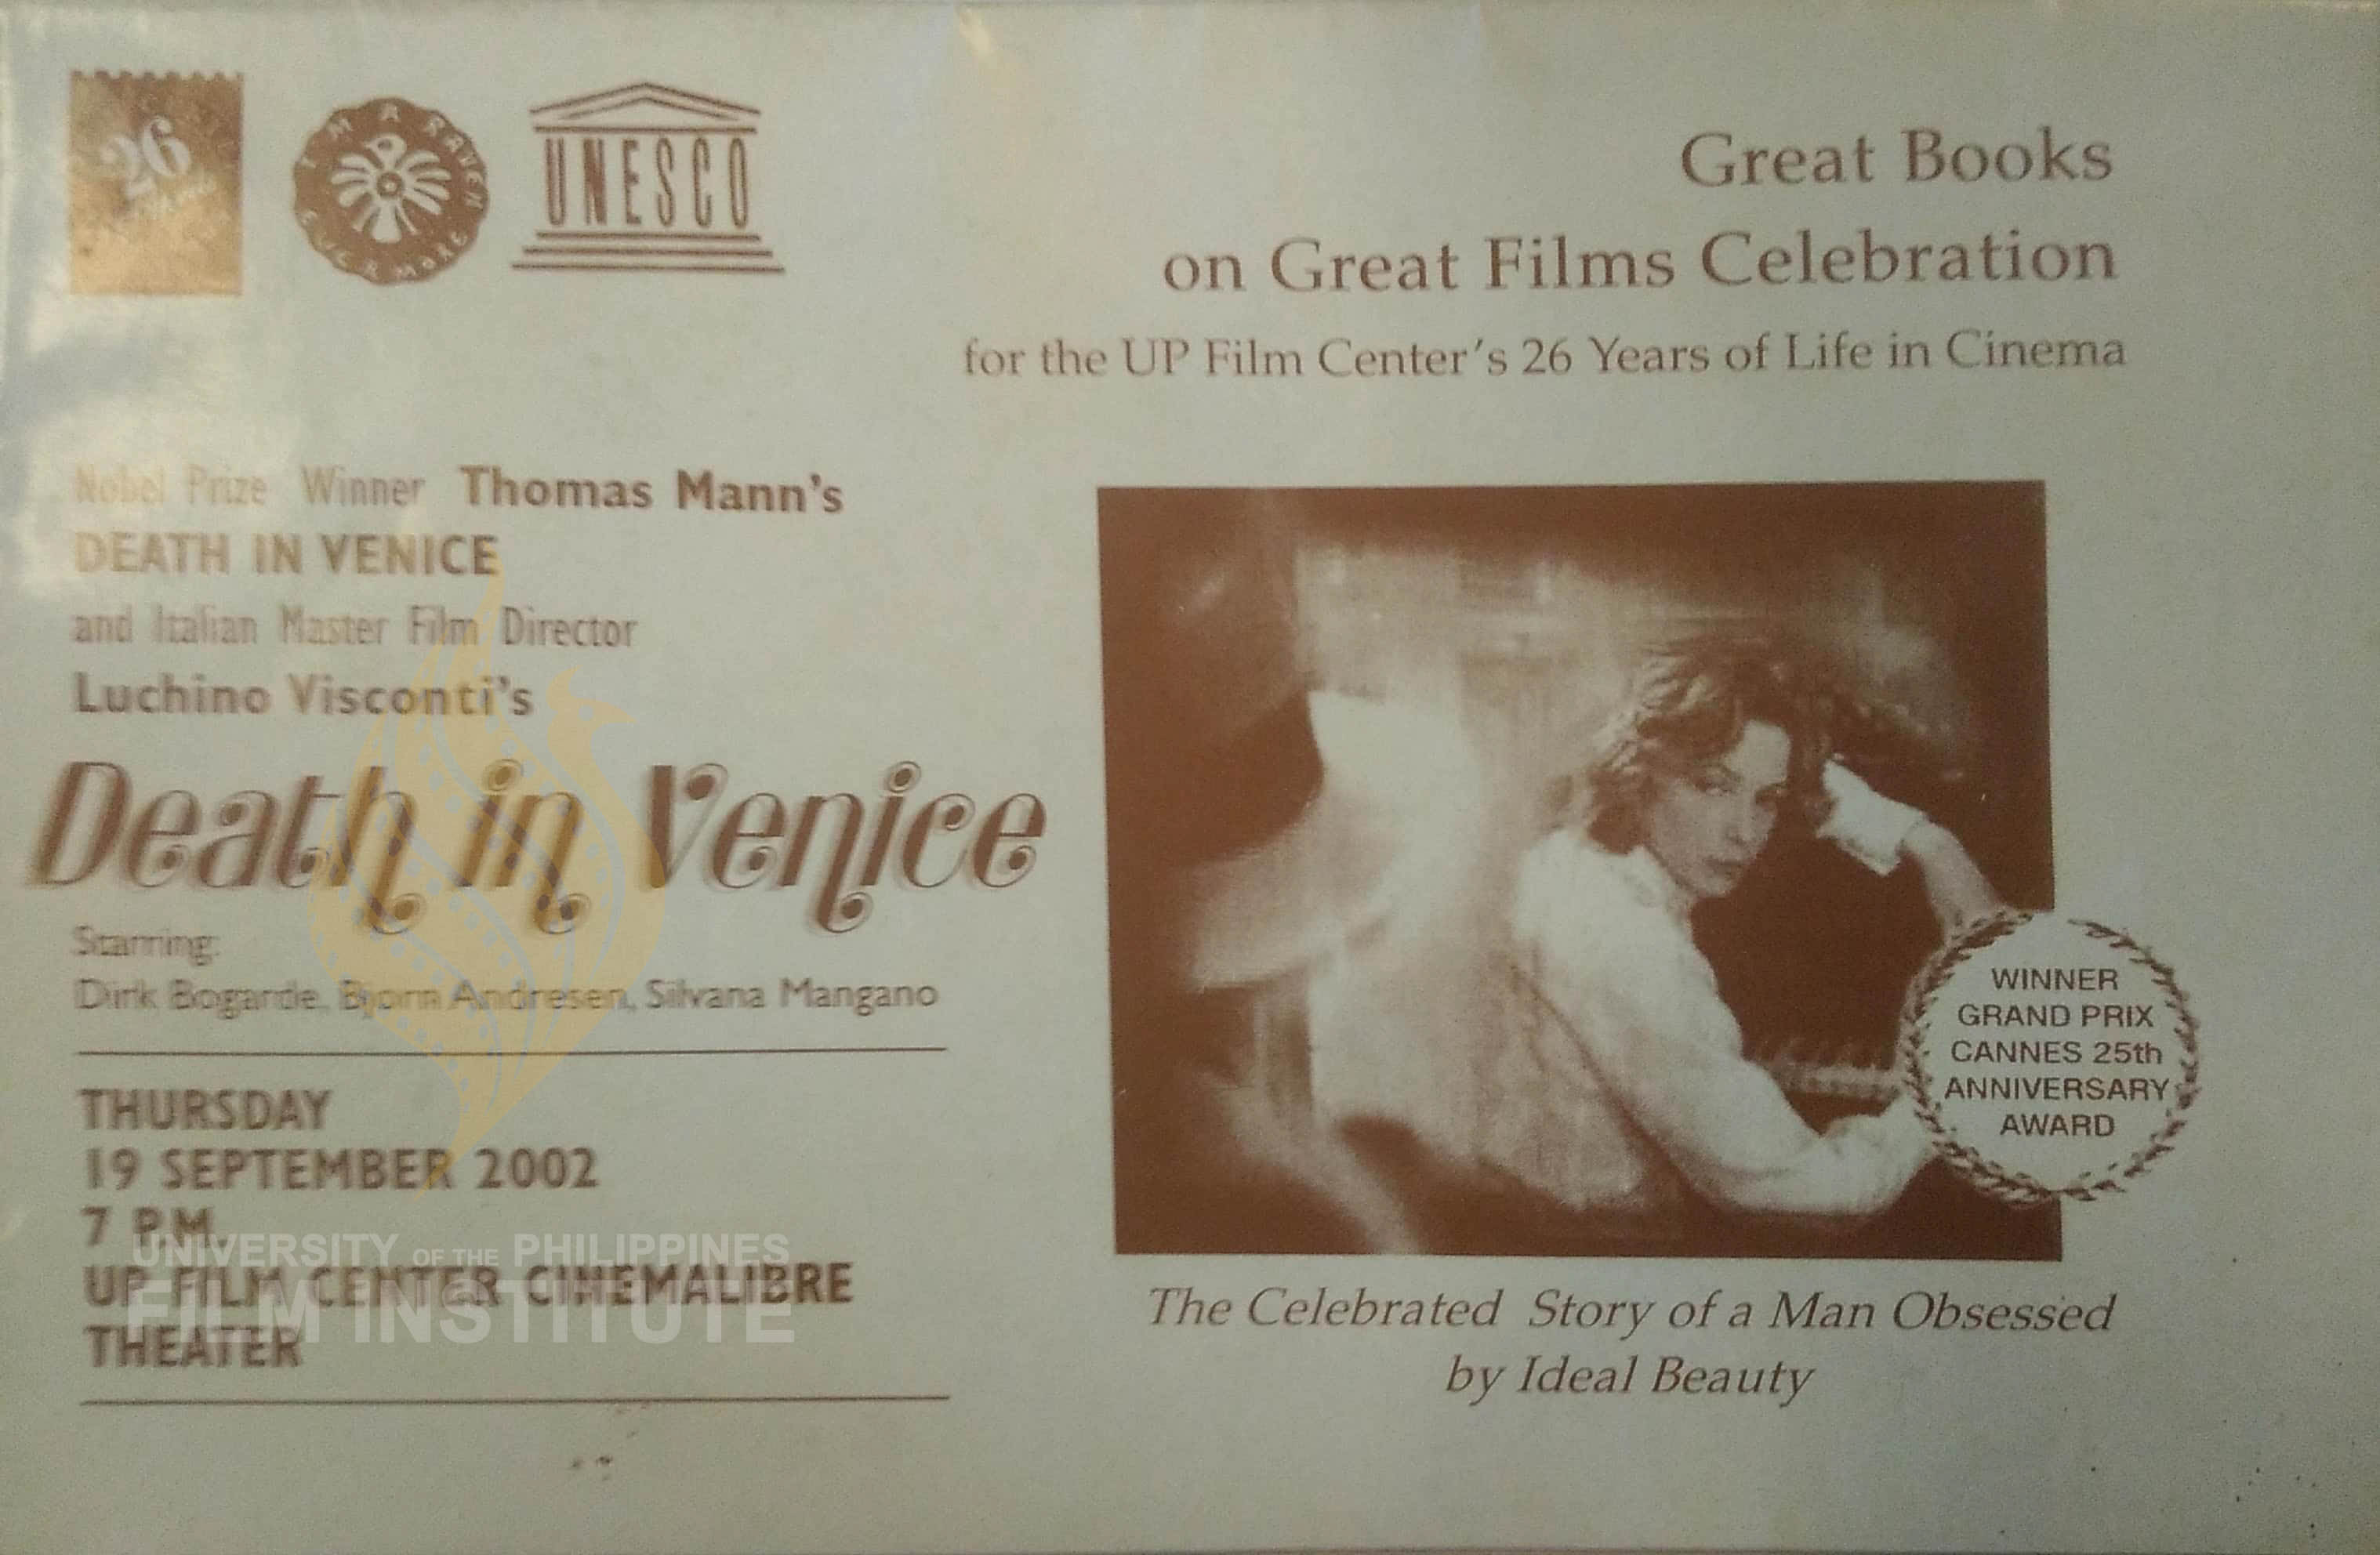 26
I M A RAVEN
EVERMORE
UNESCO
Great Books
on Great Films Celebration
for the UP Film Center's 26 Years of Life in Cinema
Nobel Prize Winner Thomas Mann's
DEATH IN VENICE
and Italian Master Film Director
Luchino Visconti's
Death in Venice
Starring:
Dirk Bogarde, Bjorn Andresen, Silvana Mangano
THURSDAY
19 SEPTEMBER 2002
7 P.M.
UP FILM CENTER CINEMALIBRE
THEATER
UNIVERSITY OF THE PHILIPPINES
FILM INSTITUTE
WINNER
GRAND PRIX
CANNES 25th
ANNIVERSARY
AWARD
The Celebrated Story of a Man Obsessed
by Ideal Beauty